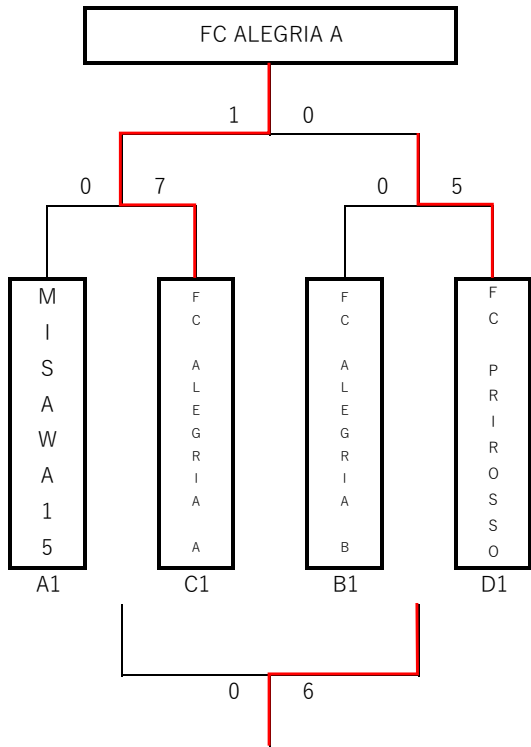 FC ALEGRIA A
1 0
0 7 0 5
MISAWA15
FC ALEGRIA A
FC ALEGRIA B
FC PRIROSSO
A1 C1 B1 D1
0 6